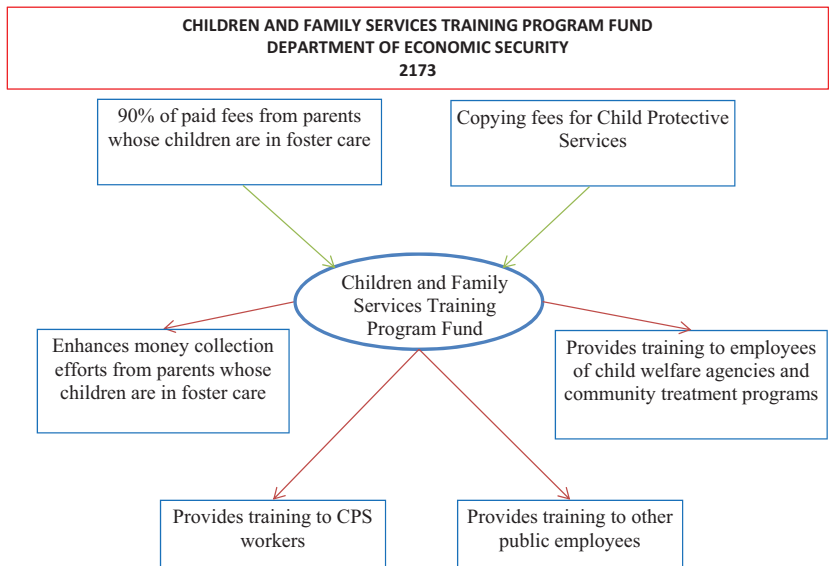 CHILDREN AND FAMILY SERVICES TRAINING PROGRAM FUND
DEPARTMENT OF ECONOMIC SECURITY
2173
90% of paid fees from parents
whose children are in foster care
Copying fees for Child Protective
Services
Children and Family
Services Training
Program Fund
Enhances money collection
efforts from parents whose
children are in foster care
Provides training to employees
of child welfare agencies and
community treatment programs
Provides training to CPS
workers
Provides training to other
public employees